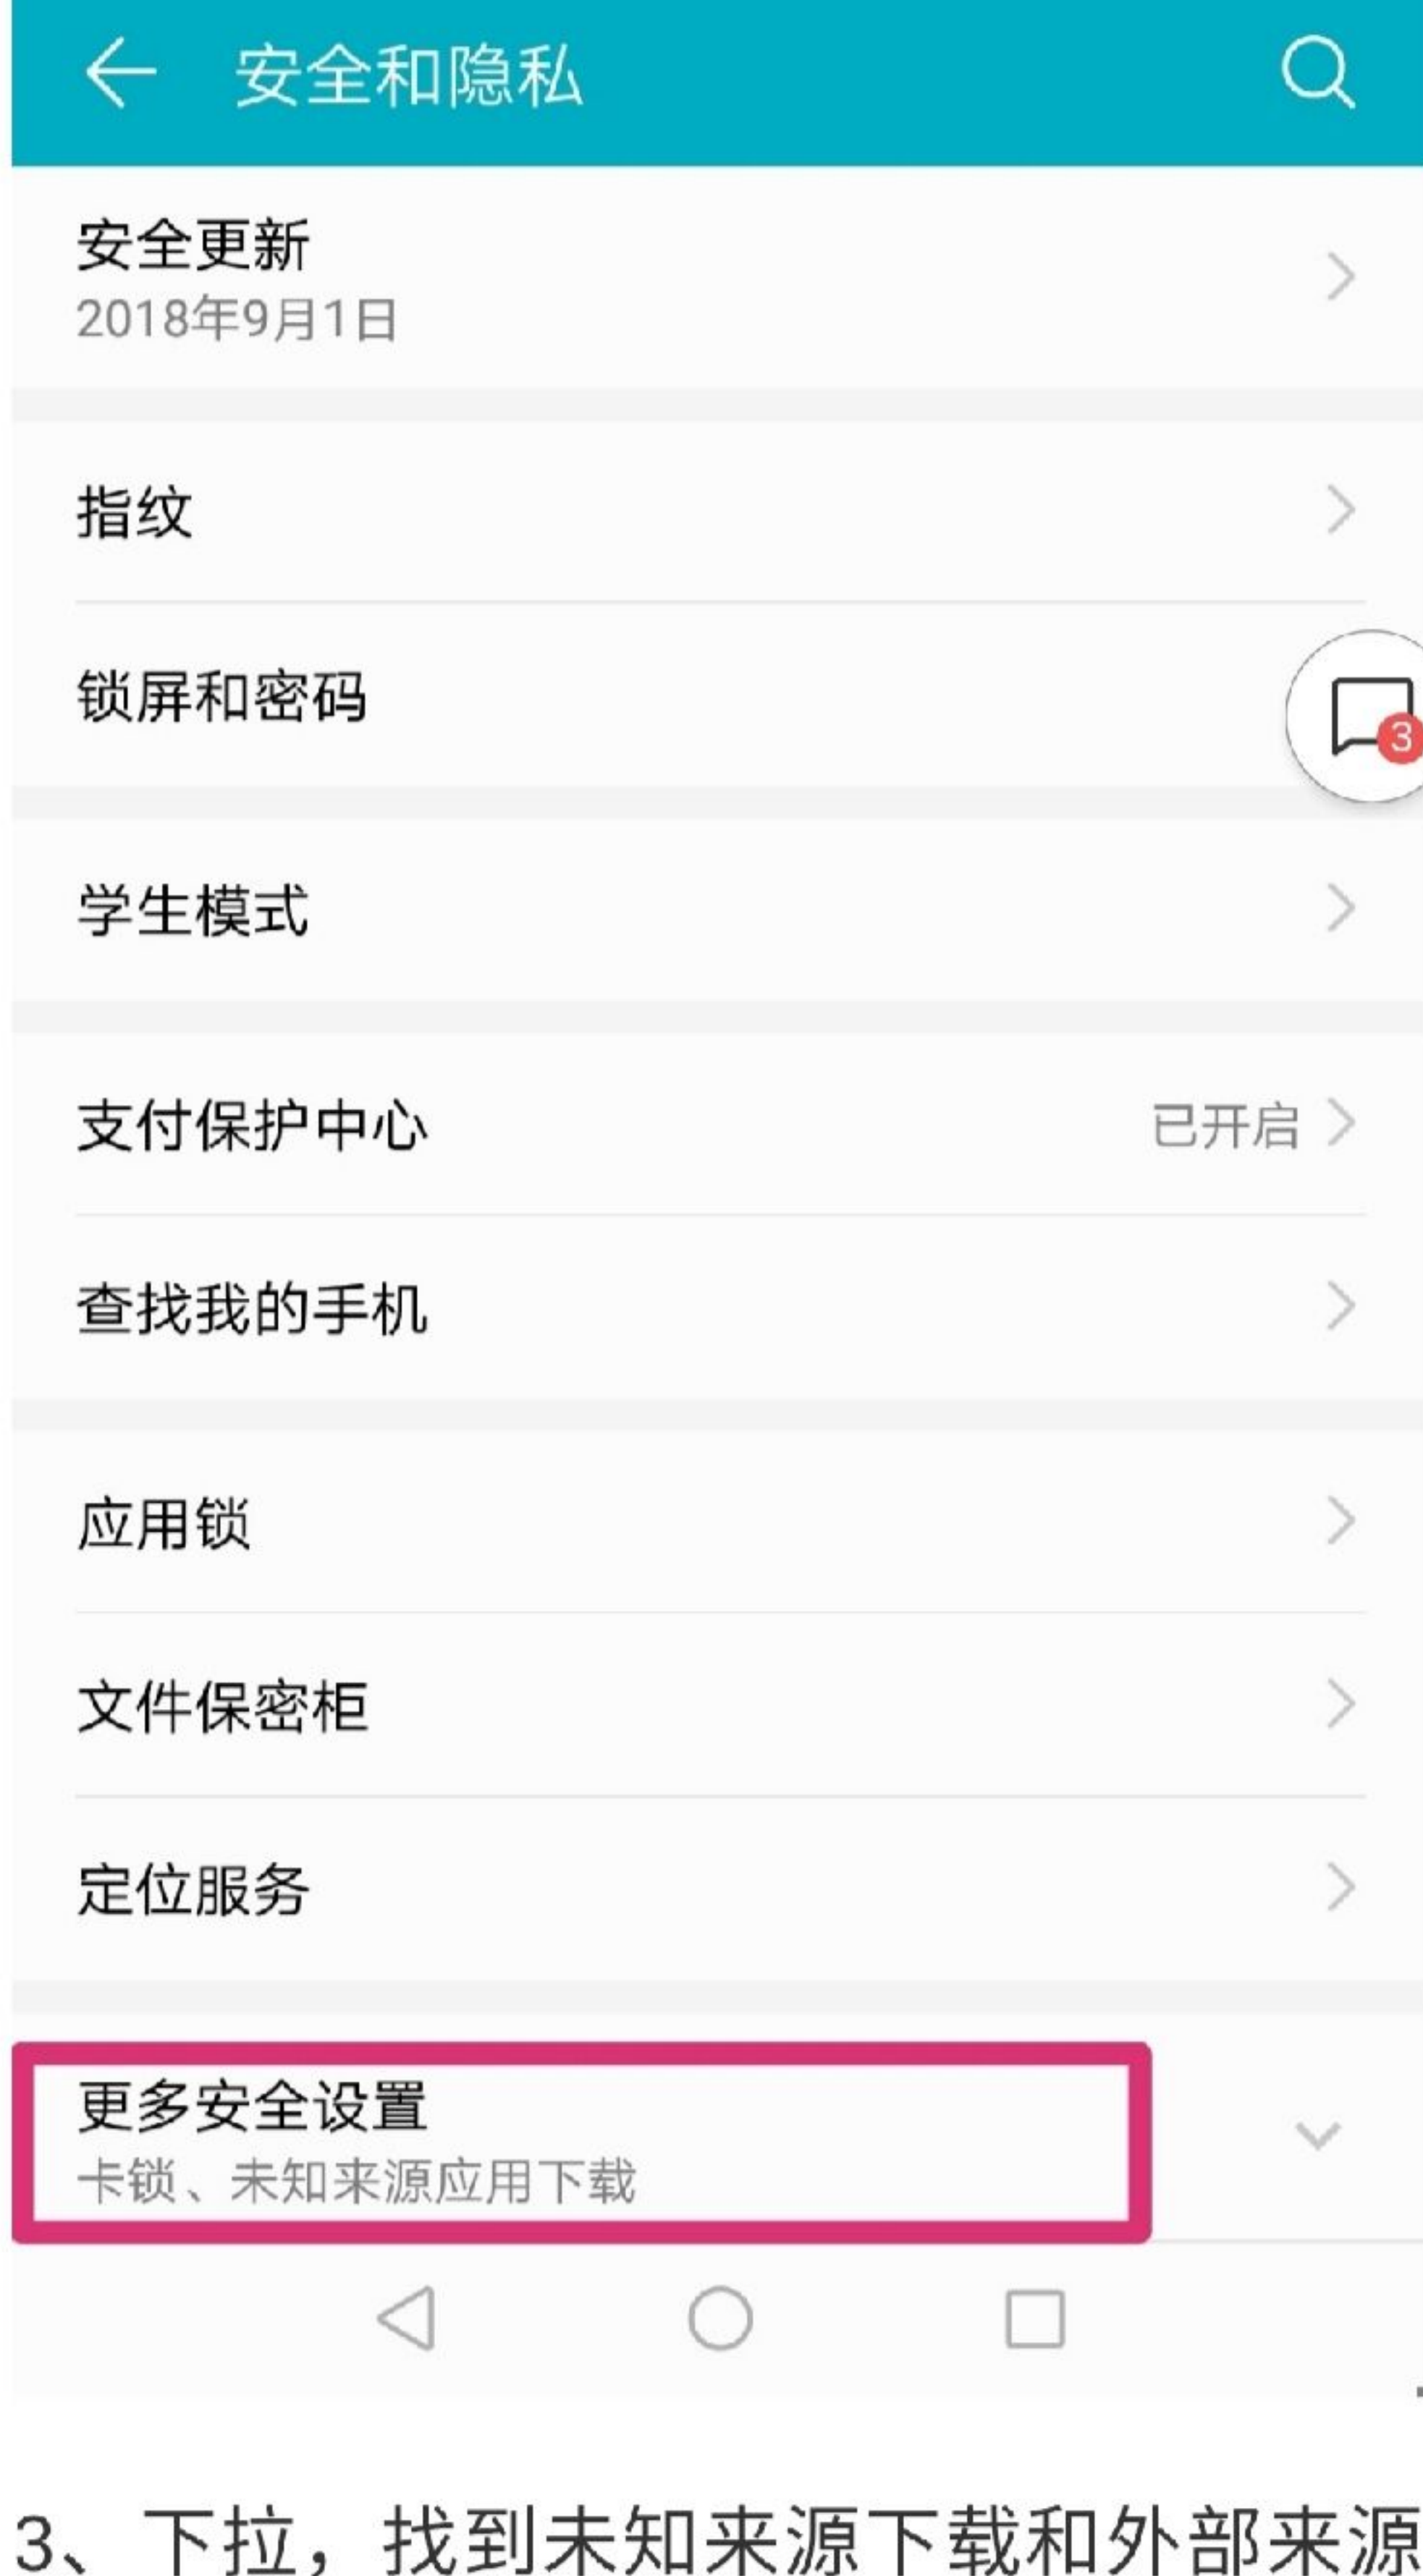 安全和隐私
安全更新
2018年9月1日
指纹
锁屏和密码
3
学生模式
支付保护中心 已开启
查找我的手机
应用锁
文件保密柜
定位服务
更多安全设置
卡锁、未知来源应用下载
3、下拉，找到未知来源下载和外部来源